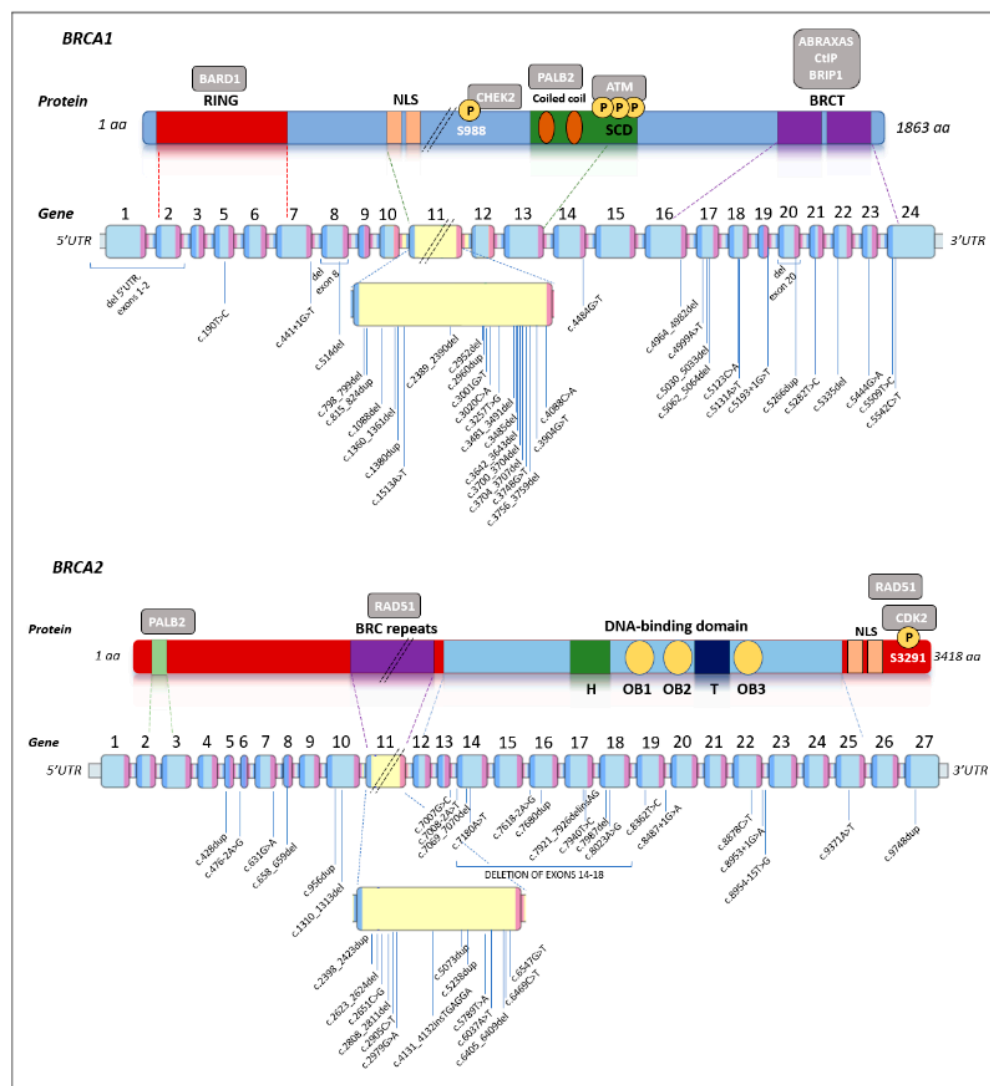 BRCA1
ABRAXAS
CtIP
BRIP1
BARD1
PALB2
ATM
CHEK2
RING
NLS
Coiled coil
BRCT
Protein
P
P P P
1 aa
S988
SCD
1863 aa
Gene
1 2 3 5 6 7 8 9 10 11 12 13 14 15 16 17 18 19 20 21 22 23 24
5'UTR
3'UTR
del 5'UTR,
exons 1-2
c.190T>C
c.441+1G>T
del
exon 8
c.514del
c.798_799del
c.815_824dup
c.1088del
c.1360_1361del
c.1380dup
c.1513A>T
c.2389_2390del
c.2952del
c.2960dup
c.3001G>T
c.3020C>A
c.3257T>G
c.3481_3491del
c.3485del
c.3642_3643del
c.3700_3704del
c.3704_3707del
c.3748G>T
c.3756_3759del
c.3904G>T
c.4088C>A
c.4484G>T
c.4964_4982del
c.4999A>T
c.5030_5033del
c.5062_5064del
c.5123C>A
c.5131A>T
c.5193+1G>T
del
exon 20
c.5266dup
c.5282T>C
c.5335del
c.5444G>A
c.5509T>C
c.5542C>T
BRCA2
RAD51
PALB2
RAD51
CDK2
BRC repeats
DNA-binding domain
NLS
Protein
P
1 aa
S3291
3418 aa
H OB1 OB2 T OB3
Gene
1 2 3 4 5 6 7 8 9 10 11 12 13 14 15 16 17 18 19 20 21 22 23 24 25 26 27
5'UTR
3'UTR
c.428dup
c.476-2A>G
c.631G>A
c.658_659del
c.956dup
c.1310_1313del
c.7007G>C
c.7008-2A>T
c.7069_7070del
c.7180A>T
c.7618-2A>G
c.7680dup
c.7921_7926delinsAG
c.7940T>C
c.7987del
c.8023A>G
c.8362T>C
c.8487+1G>A
c.8878C>T
c.8953+1G>A
c.8954-15T>G
c.9371A>T
c.9748dup
DELETION OF EXONS 14-18
c.2398_2423dup
c.2623_2624del
c.2651C>G
c.2808_2811del
c.2905C>T
c.2979G>A
c.4131_4132insTGAGGA
c.5073dup
c.5238dup
c.5789T>A
c.6037A>T
c.6405_6409del
c.6469C>T
c.6547G>T